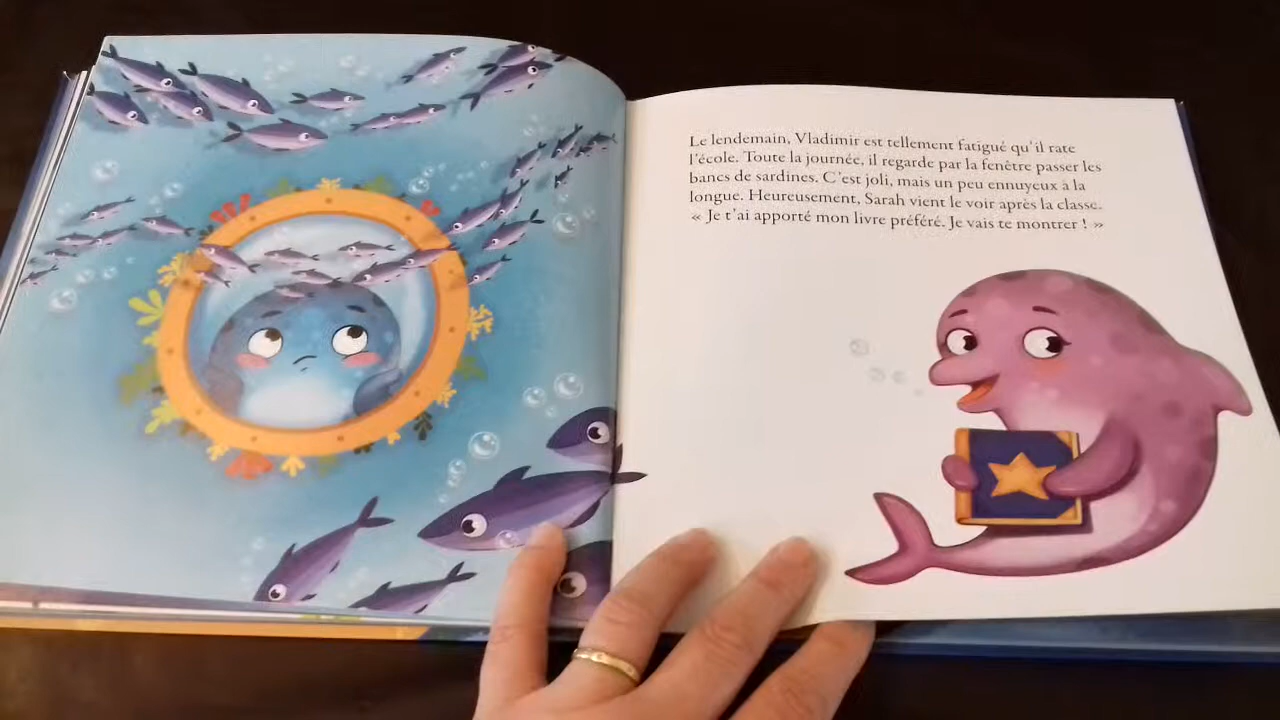 Le lendemain, Vladimir est tellement fatigué qu'il rate
l'école. Toute la journée, il regarde par la fenêtre passer les
bancs de sardines. C'est joli, mais un peu ennuyeux à la
longue. Heureusement, Sarah vient le voir après la classe.
« Je t'ai apporté mon livre préféré. Je vais te montrer ! »